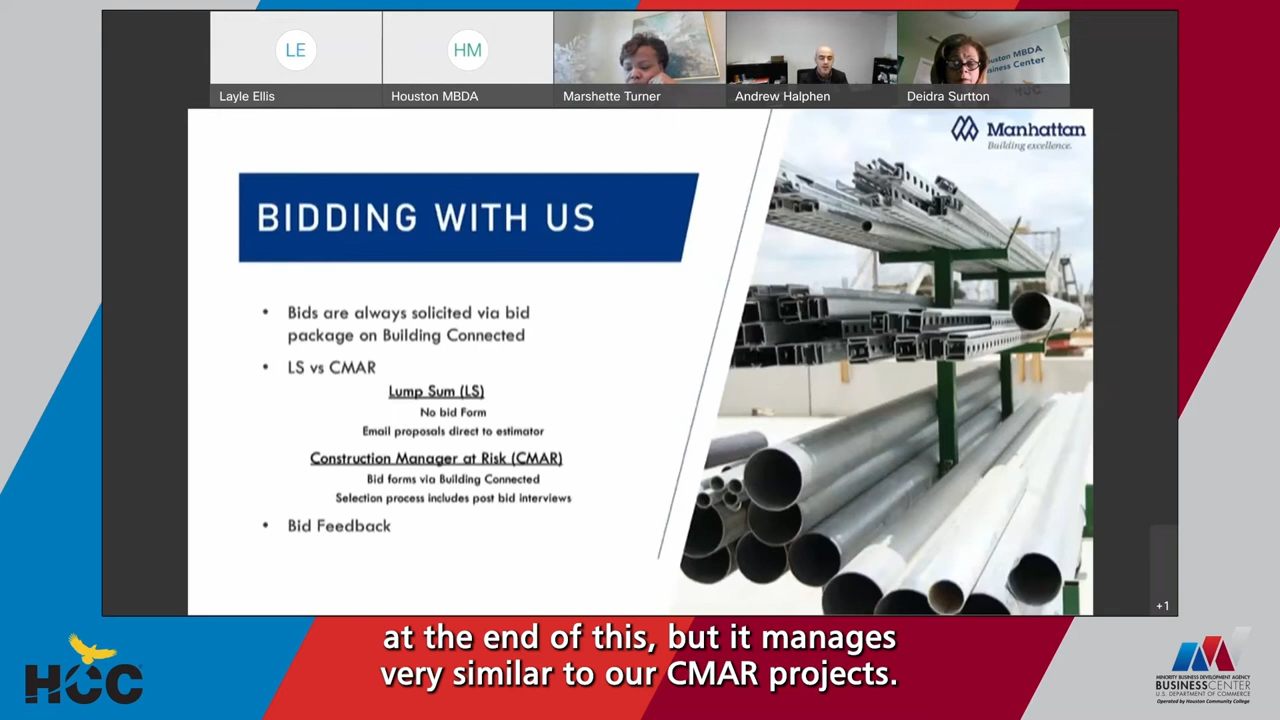 LE
HM
Layle Ellis
Houston MBDA
Marshette Turner
Andrew Halphen
Deidra Surtton
Houston MBDA
Business Center
Manhattan
Building excellence.
BIDDING WITH US
• Bids are always solicited via bid
package on Building Connected
• LS vs CMAR
Lump Sum (LS)
No bid Form
Email proposals direct to estimator
Construction Manager at Risk (CMAR)
Bid forms via Building Connected
Selection process includes post bid interviews
• Bid Feedback
+1
at the end of this, but it manages
very similar to our CMAR projects.
HCC
MINORITY BUSINESS DEVELOPMENT AGENCY
BUSINESSCENTER
U.S. DEPARTMENT OF COMMERCE
Operated by Houston Community College